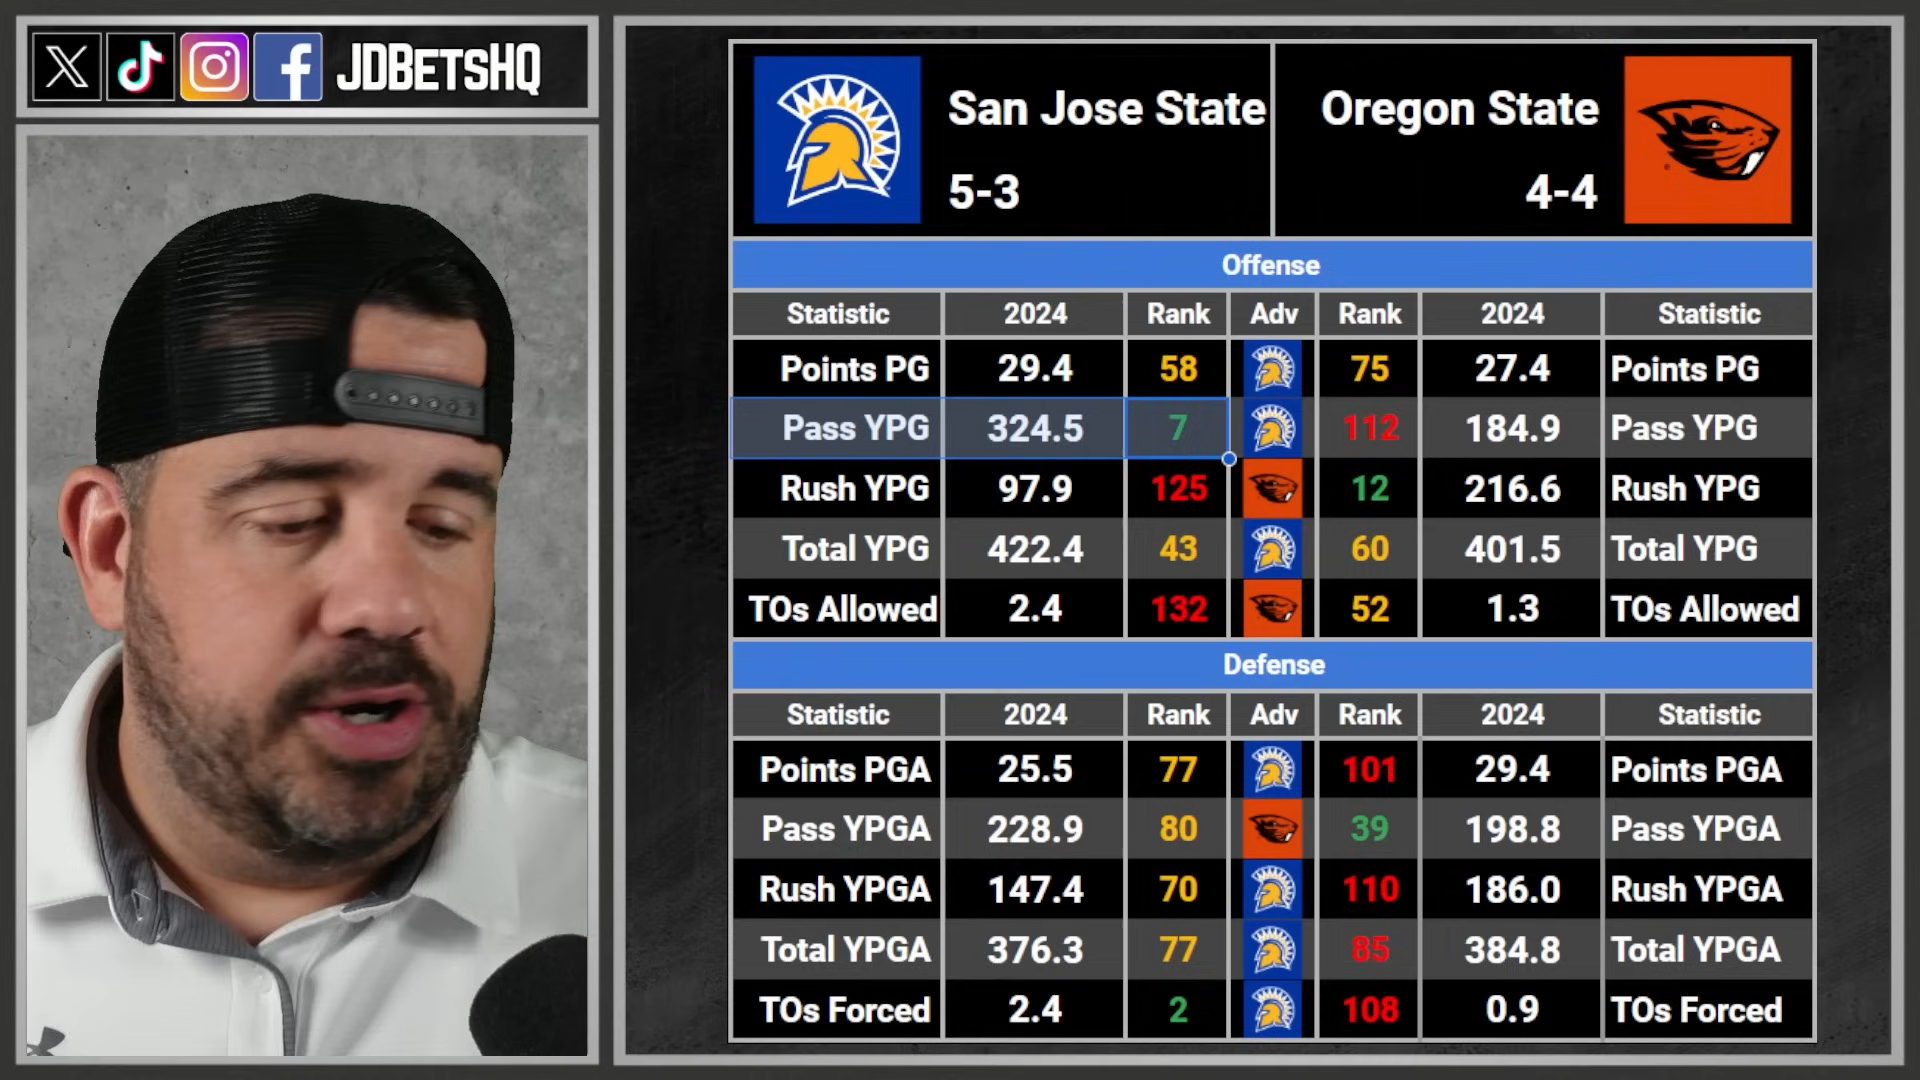 JDBetsHQ
San Jose State
5-3
Oregon State
4-4
Offense
Statistic 2024 Rank Adv Rank 2024 Statistic
Points PG 29.4 58 75 27.4 Points PG
Pass YPG 324.5 7 112 184.9 Pass YPG
Rush YPG 97.9 125 12 216.6 Rush YPG
Total YPG 422.4 43 60 401.5 Total YPG
TOs Allowed 2.4 132 52 1.3 TOs Allowed
Defense
Statistic 2024 Rank Adv Rank 2024 Statistic
Points PGA 25.5 77 101 29.4 Points PGA
Pass YPGA 228.9 80 39 198.8 Pass YPGA
Rush YPGA 147.4 70 110 186.0 Rush YPGA
Total YPGA 376.3 77 85 384.8 Total YPGA
TOs Forced 2.4 2 108 0.9 TOs Forced